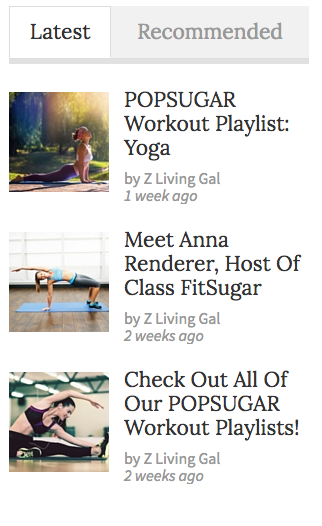 Latest Recommended
POPSUGAR
Workout Playlist:
Yoga
by Z Living Gal
1 week ago
Meet Anna
Renderer, Host Of
Class FitSugar
by Z Living Gal
2 weeks ago
Check Out All Of
Our POPSUGAR
Workout Playlists!
by Z Living Gal
2 weeks ago